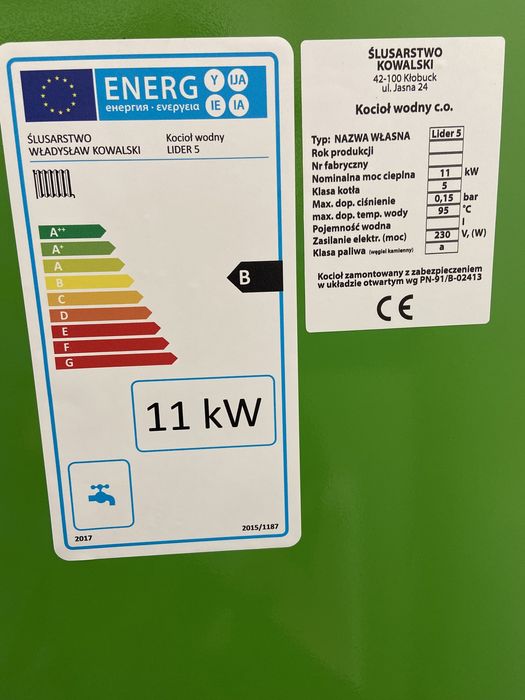 ENERG
енергия · ενεργεια
Y IJA
IE IA
ŚLUSARSTWO
WŁADYSŁAW KOWALSKI
Kocioł wodny
LIDER 5
A++
A+
A
B
C
D
E
F
G
B
11 kW
2017
2015/1187
ŚLUSARSTWO
KOWALSKI
42-100 Kłobuck
ul. Jasna 24
Kocioł wodny c.o.
Typ: NAZWA WŁASNA Lider 5
Rok produkcji
Nr fabryczny
Nominalna moc cieplna 11 kW
Klasa kotła 5
Max. dop. ciśnienie 0,15 bar
max. dop. temp. wody 95 °C
Pojemność wodna l
Zasilanie elektr. (moc) 230 V, (W)
Klasa paliwa (węgiel kamienny) a
Kocioł zamontowany z zabezpieczeniem
w układzie otwartym wg PN-91/B-02413
CE